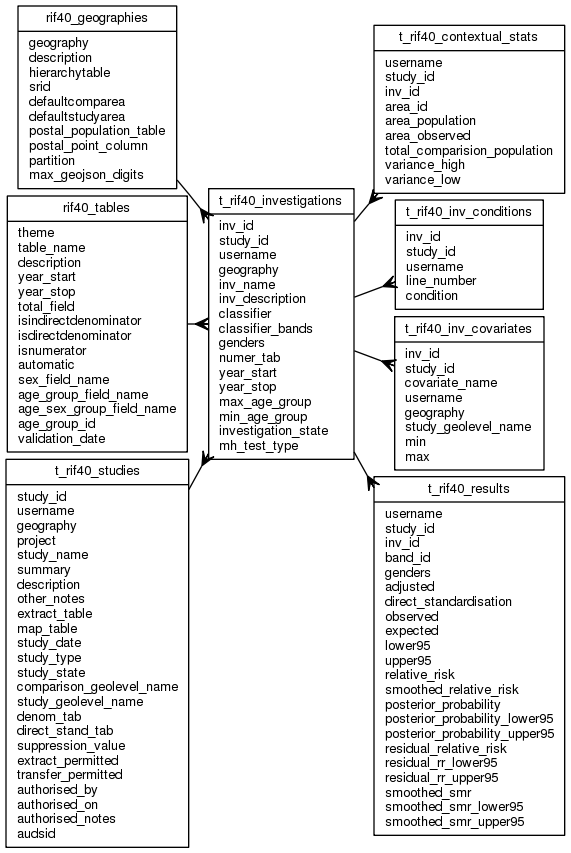 rif40_geographies
geography
description
hierarchytable
srid
defaultcomparea
defaultstudyarea
postal_population_table
postal_point_column
partition
max_geojson_digits
rif40_tables
theme
table_name
description
year_start
year_stop
total_field
isindirectdenominator
isdirectdenominator
isnumerator
automatic
sex_field_name
age_group_field_name
age_sex_group_field_name
age_group_id
validation_date
t_rif40_studies
study_id
username
geography
project
study_name
summary
description
other_notes
extract_table
map_table
study_date
study_type
study_state
comparison_geolevel_name
study_geolevel_name
denom_tab
direct_stand_tab
suppression_value
extract_permitted
transfer_permitted
authorised_by
authorised_on
authorised_notes
audsid
t_rif40_investigations
inv_id
study_id
username
geography
inv_name
inv_description
classifier
classifier_bands
genders
numer_tab
year_start
year_stop
max_age_group
min_age_group
investigation_state
mh_test_type
t_rif40_contextual_stats
username
study_id
inv_id
area_id
area_population
area_observed
total_comparision_population
variance_high
variance_low
t_rif40_inv_conditions
inv_id
study_id
username
line_number
condition
t_rif40_inv_covariates
inv_id
study_id
covariate_name
username
geography
study_geolevel_name
min
max
t_rif40_results
username
study_id
inv_id
band_id
genders
adjusted
direct_standardisation
observed
expected
lower95
upper95
relative_risk
smoothed_relative_risk
posterior_probability
posterior_probability_lower95
posterior_probability_upper95
residual_relative_risk
residual_rr_lower95
residual_rr_upper95
smoothed_smr
smoothed_smr_lower95
smoothed_smr_upper95